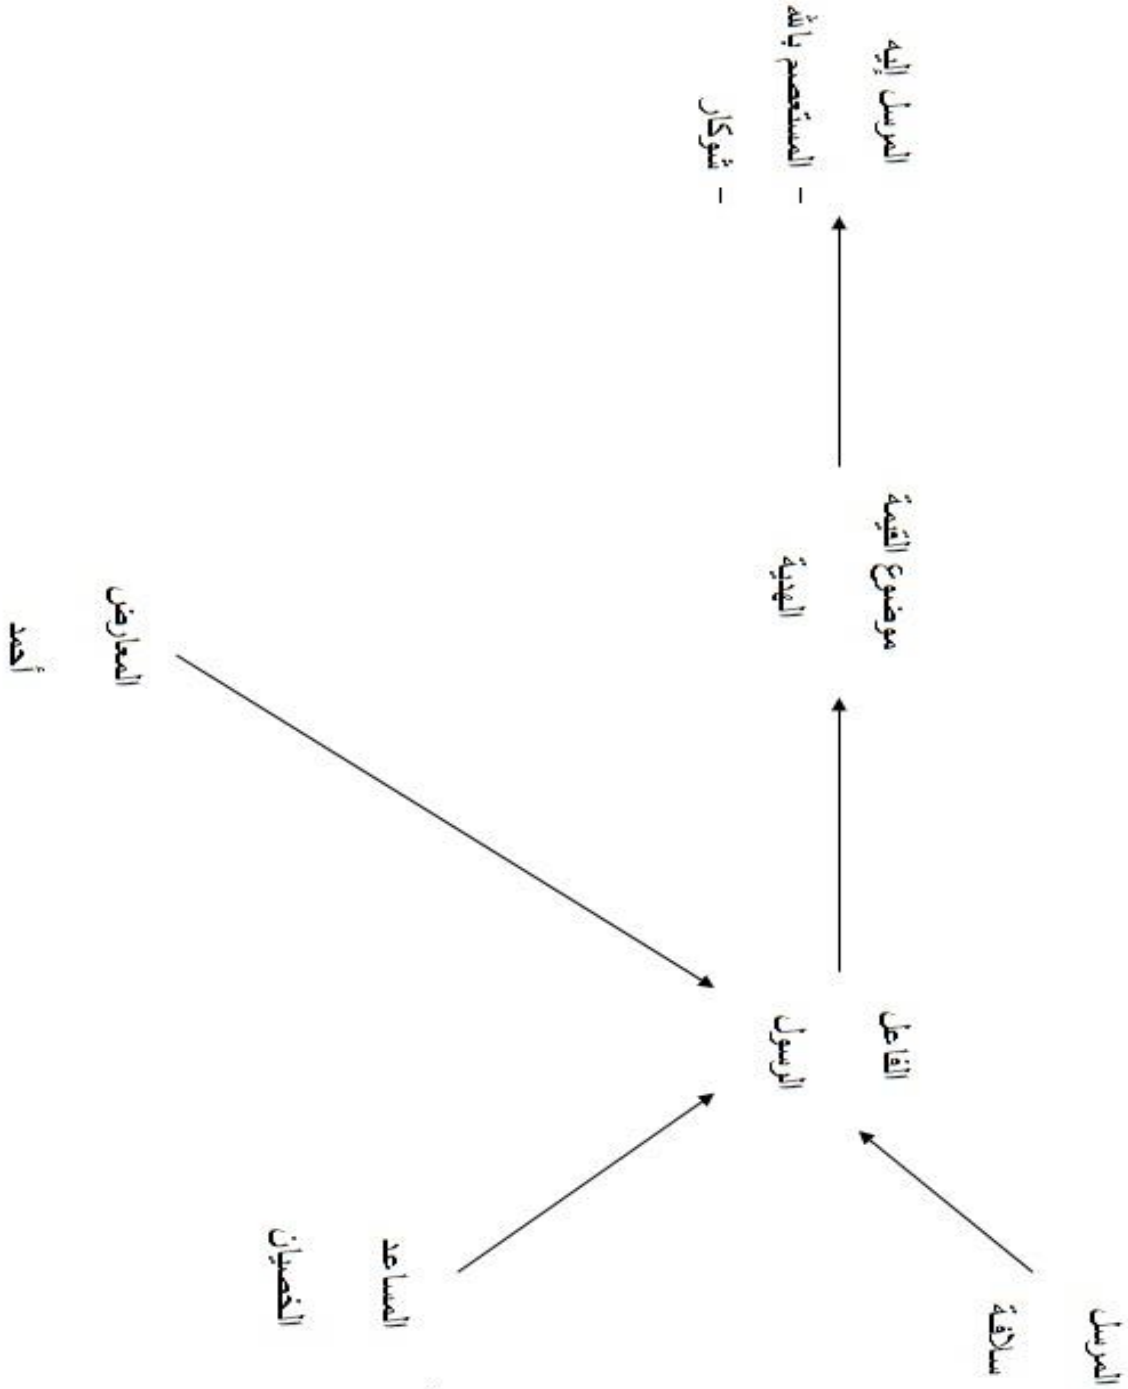 المرسل
سلافة
الفاعل
الرسول
موضوع القيمة
الهدية
المرسل إليه
- المستعصم بالله
- شوكار
المساعد
الخصيان
المعارض
أحمد